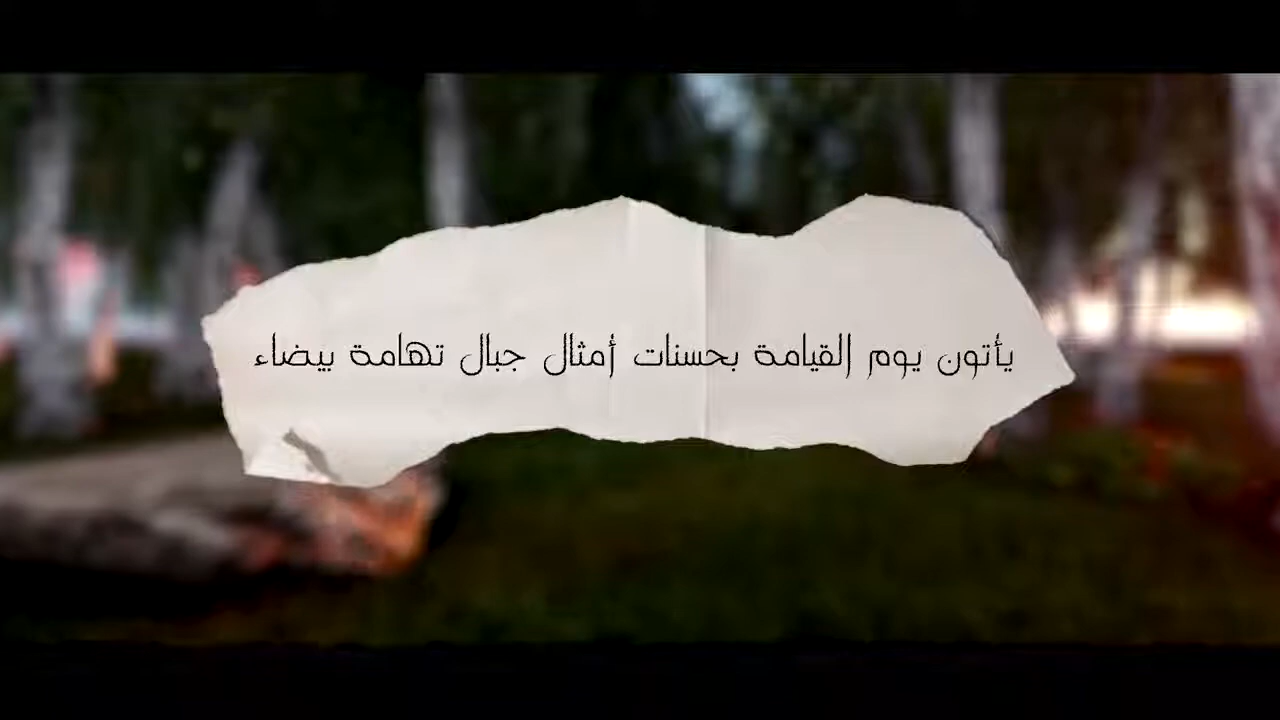 يأتون يوم القيامة بحسنات أمثال جبال تهامة بيضاء